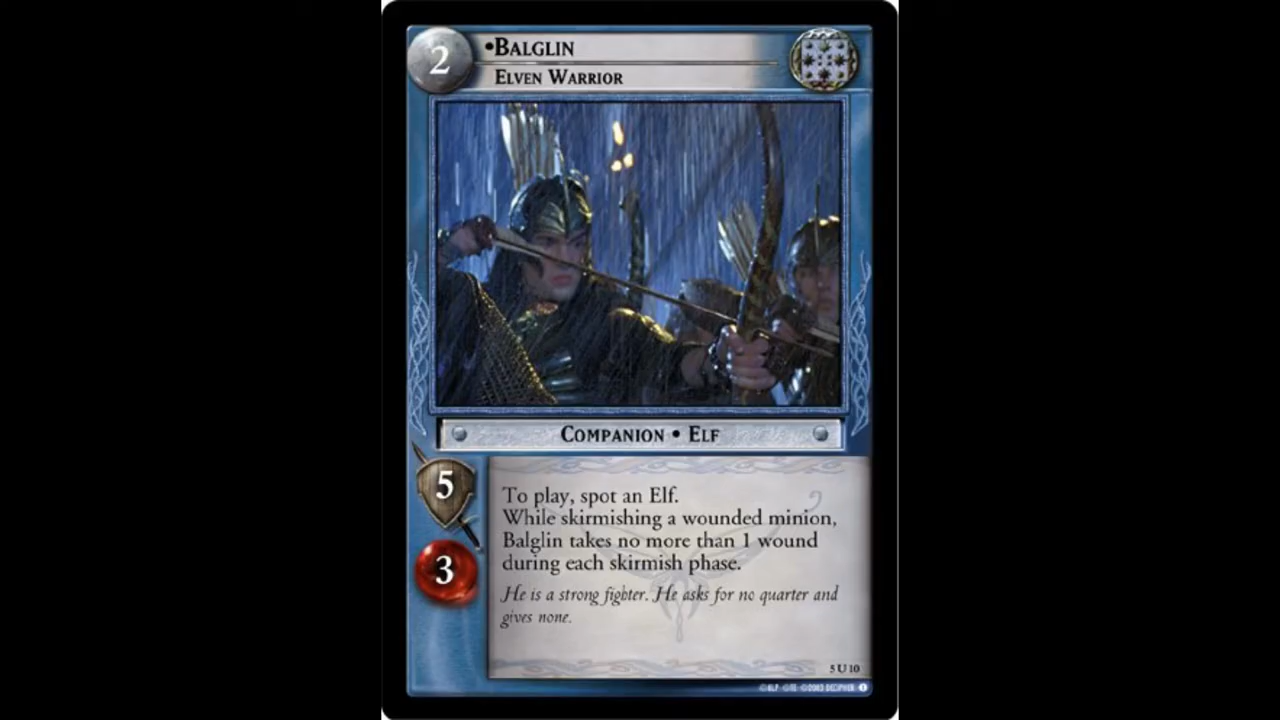 2
•Balglin
Elven Warrior
Companion • Elf
5
To play, spot an Elf.
While skirmishing a wounded minion,
Balglin takes no more than 1 wound
during each skirmish phase.
3
He is a strong fighter. He asks for no quarter and
gives none.
5 U 10